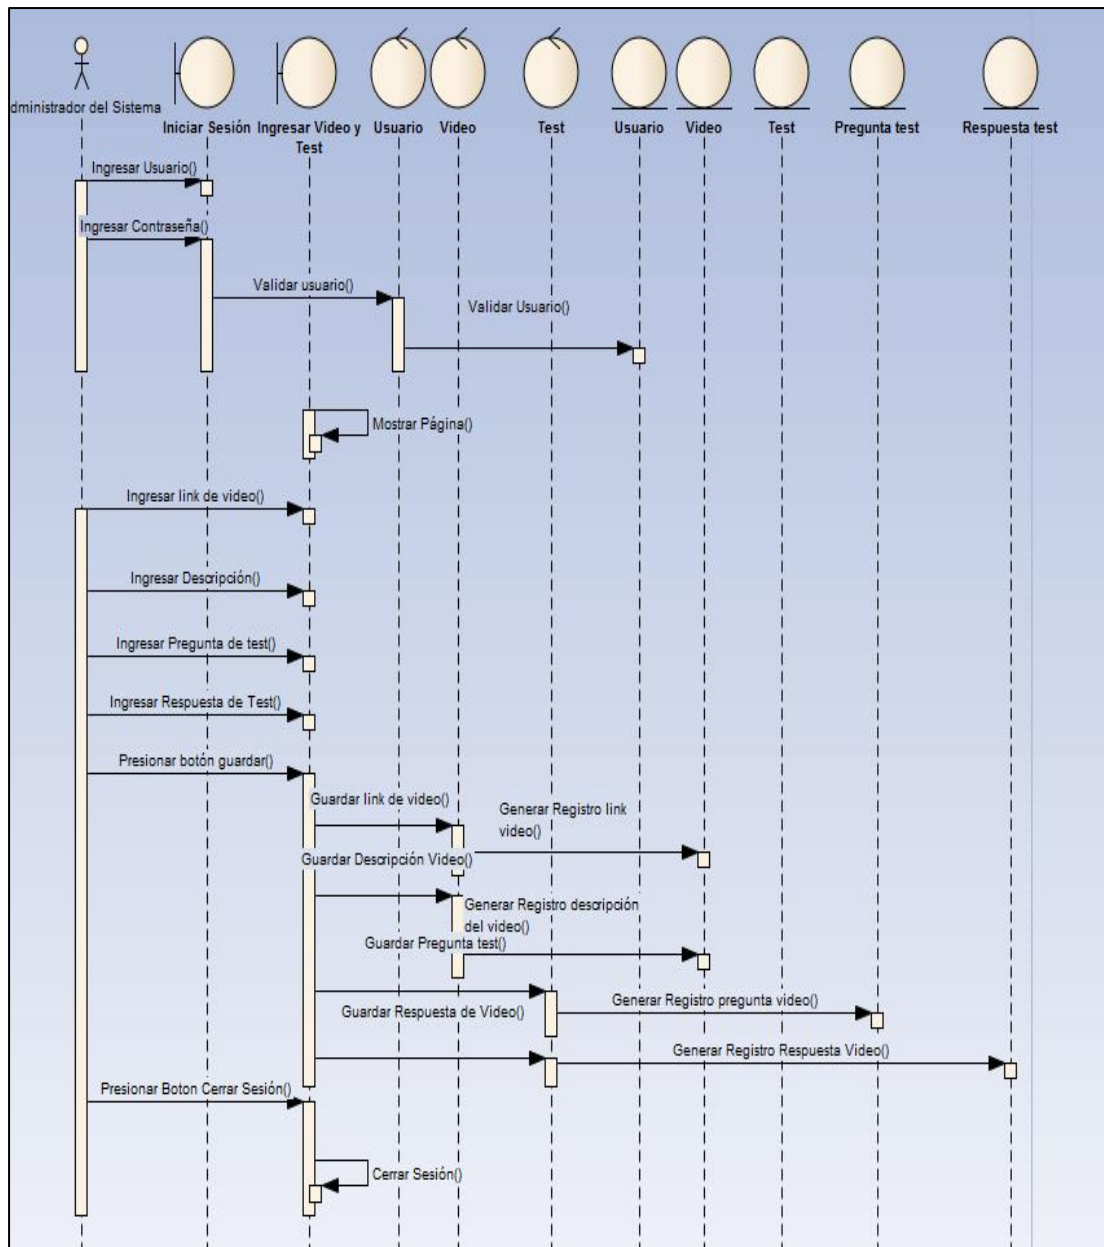 dministrador del Sistema
Iniciar Sesión
Ingresar Video y
Test
Usuario
Video
Test
Usuario
Video
Test
Pregunta test
Respuesta test
Ingresar Usuario()
Ingresar Contraseña()
Validar usuario()
Validar Usuario()
Mostrar Página()
Ingresar link de video()
Ingresar Descripción()
Ingresar Pregunta de test()
Ingresar Respuesta de Test()
Presionar botón guardar()
Guardar link de video()
Generar Registro link
video()
Guardar Descripción Video()
Generar Registro descripción
del video()
Guardar Pregunta test()
Generar Registro pregunta video()
Guardar Respuesta de Video()
Generar Registro Respuesta Video()
Presionar Boton Cerrar Sesión()
Cerrar Sesión()